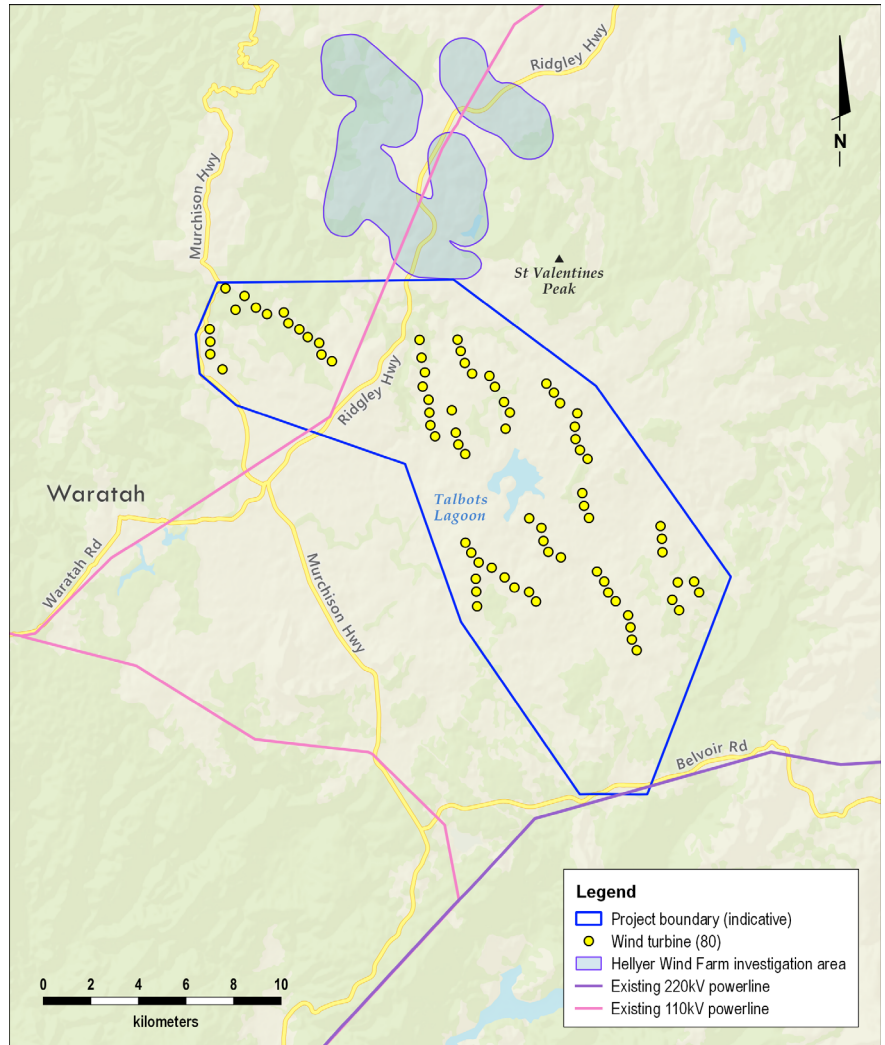 Ridgley Hwy
Murchison Hwy
N
St Valentines
Peak
Ridgley Hwy
Waratah
Talbots
Lagoon
Waratah Rd
Murchison Hwy
Belvoir Rd
Legend
Project boundary (indicative)
Wind turbine (80)
Hellyer Wind Farm investigation area
Existing 220kV powerline
Existing 110kV powerline
0 2 4 6 8 10
kilometers